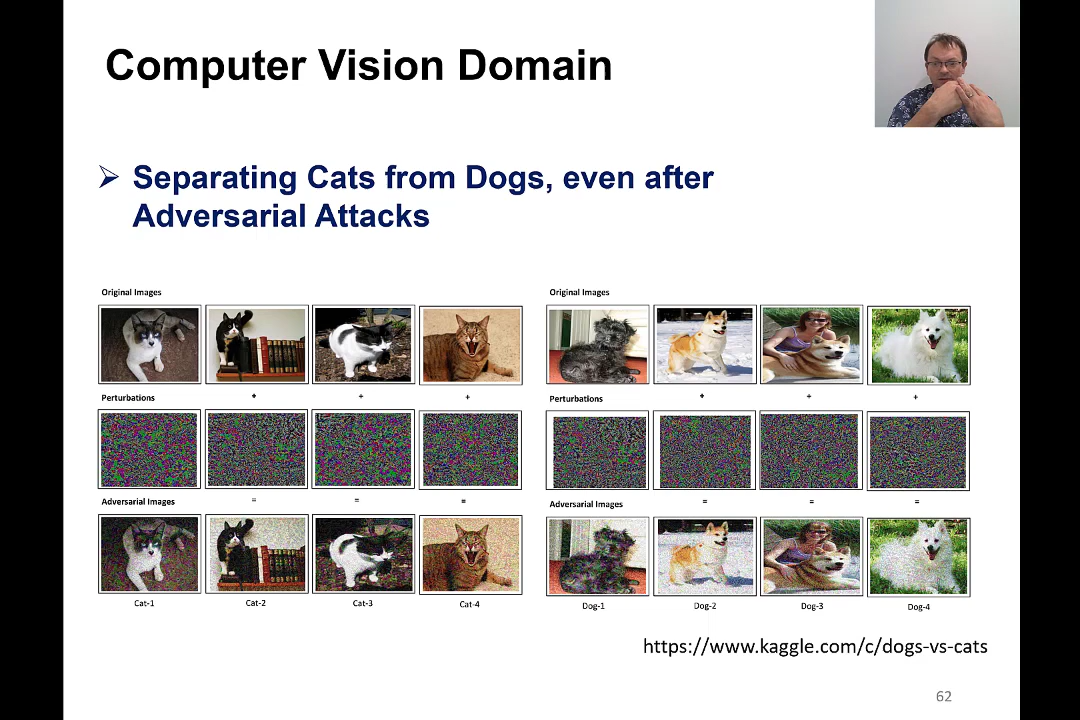 Computer Vision Domain
➢ Separating Cats from Dogs, even after
Adversarial Attacks
Original Images
Perturbations + + +
Adversarial Images = = =
Cat-1 Cat-2 Cat-3 Cat-4
Original Images
Perturbations + + +
Adversarial Images = = =
Dog-1 Dog-2 Dog-3 Dog-4
https://www.kaggle.com/c/dogs-vs-cats
62